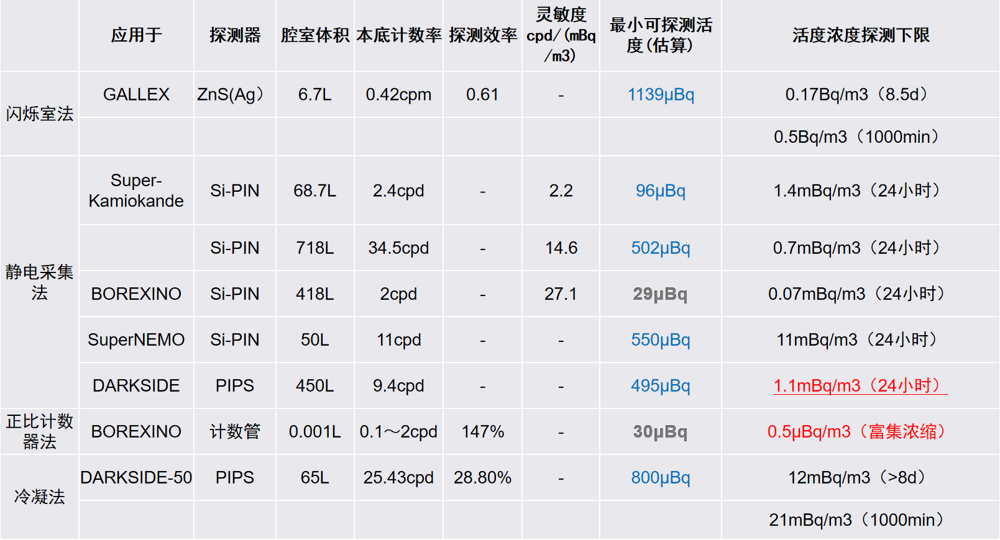 应用于 探测器 腔室体积 本底计数率 探测效率 灵敏度 cpd/(mBq/m3) 最小可探测活度(估算) 活度浓度探测下限
闪烁室法 GALLEX ZnS(Ag） 6.7L 0.42cpm 0.61 - 1139μBq 0.17Bq/m3（8.5d）
0.5Bq/m3（1000min）
静电采集法 Super-Kamiokande Si-PIN 68.7L 2.4cpd - 2.2 96μBq 1.4mBq/m3（24小时）
Si-PIN 718L 34.5cpd - 14.6 502μBq 0.7mBq/m3（24小时）
BOREXINO Si-PIN 418L 2cpd - 27.1 29μBq 0.07mBq/m3（24小时）
SuperNEMO Si-PIN 50L 11cpd - - 550μBq 11mBq/m3（24小时）
DARKSIDE PIPS 450L 9.4cpd - - 495μBq 1.1mBq/m3（24小时）
正比计数器法 BOREXINO 计数管 0.001L 0.1～2cpd 147% - 30μBq 0.5μBq/m3（富集浓缩）
冷凝法 DARKSIDE-50 PIPS 65L 25.43cpd 28.80% - 800μBq 12mBq/m3（>8d）
21mBq/m3（1000min）